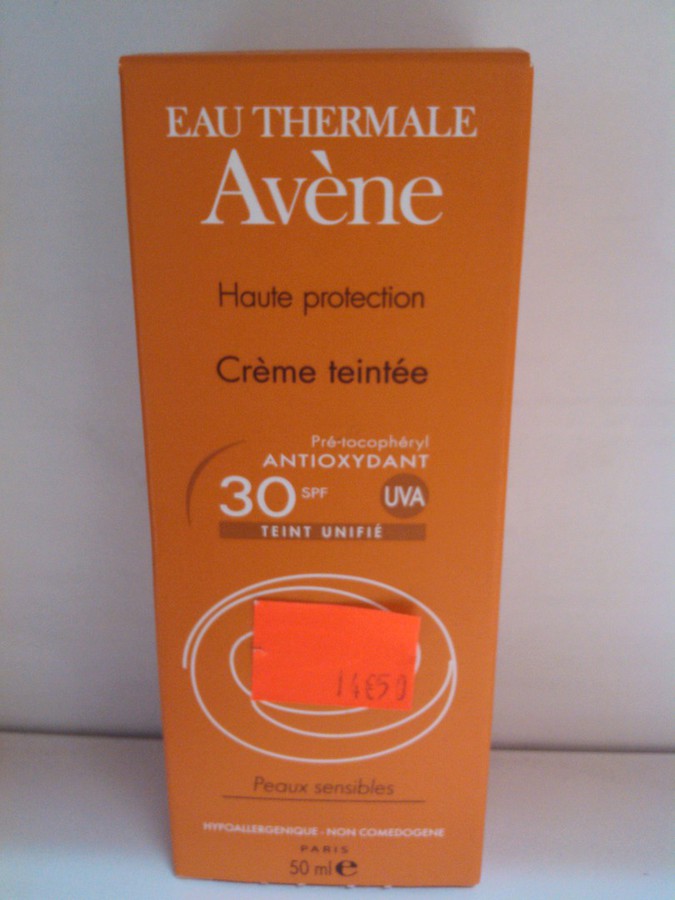 EAU THERMALE
Avène
Haute protection
Crème teintée
Pré-tocophéryl
ANTIOXYDANT
30 SPF UVA
TEINT UNIFIÉ
14€50
Peaux sensibles
HYPOALLERGENIQUE - NON COMEDOGENE
PARIS
50 ml e